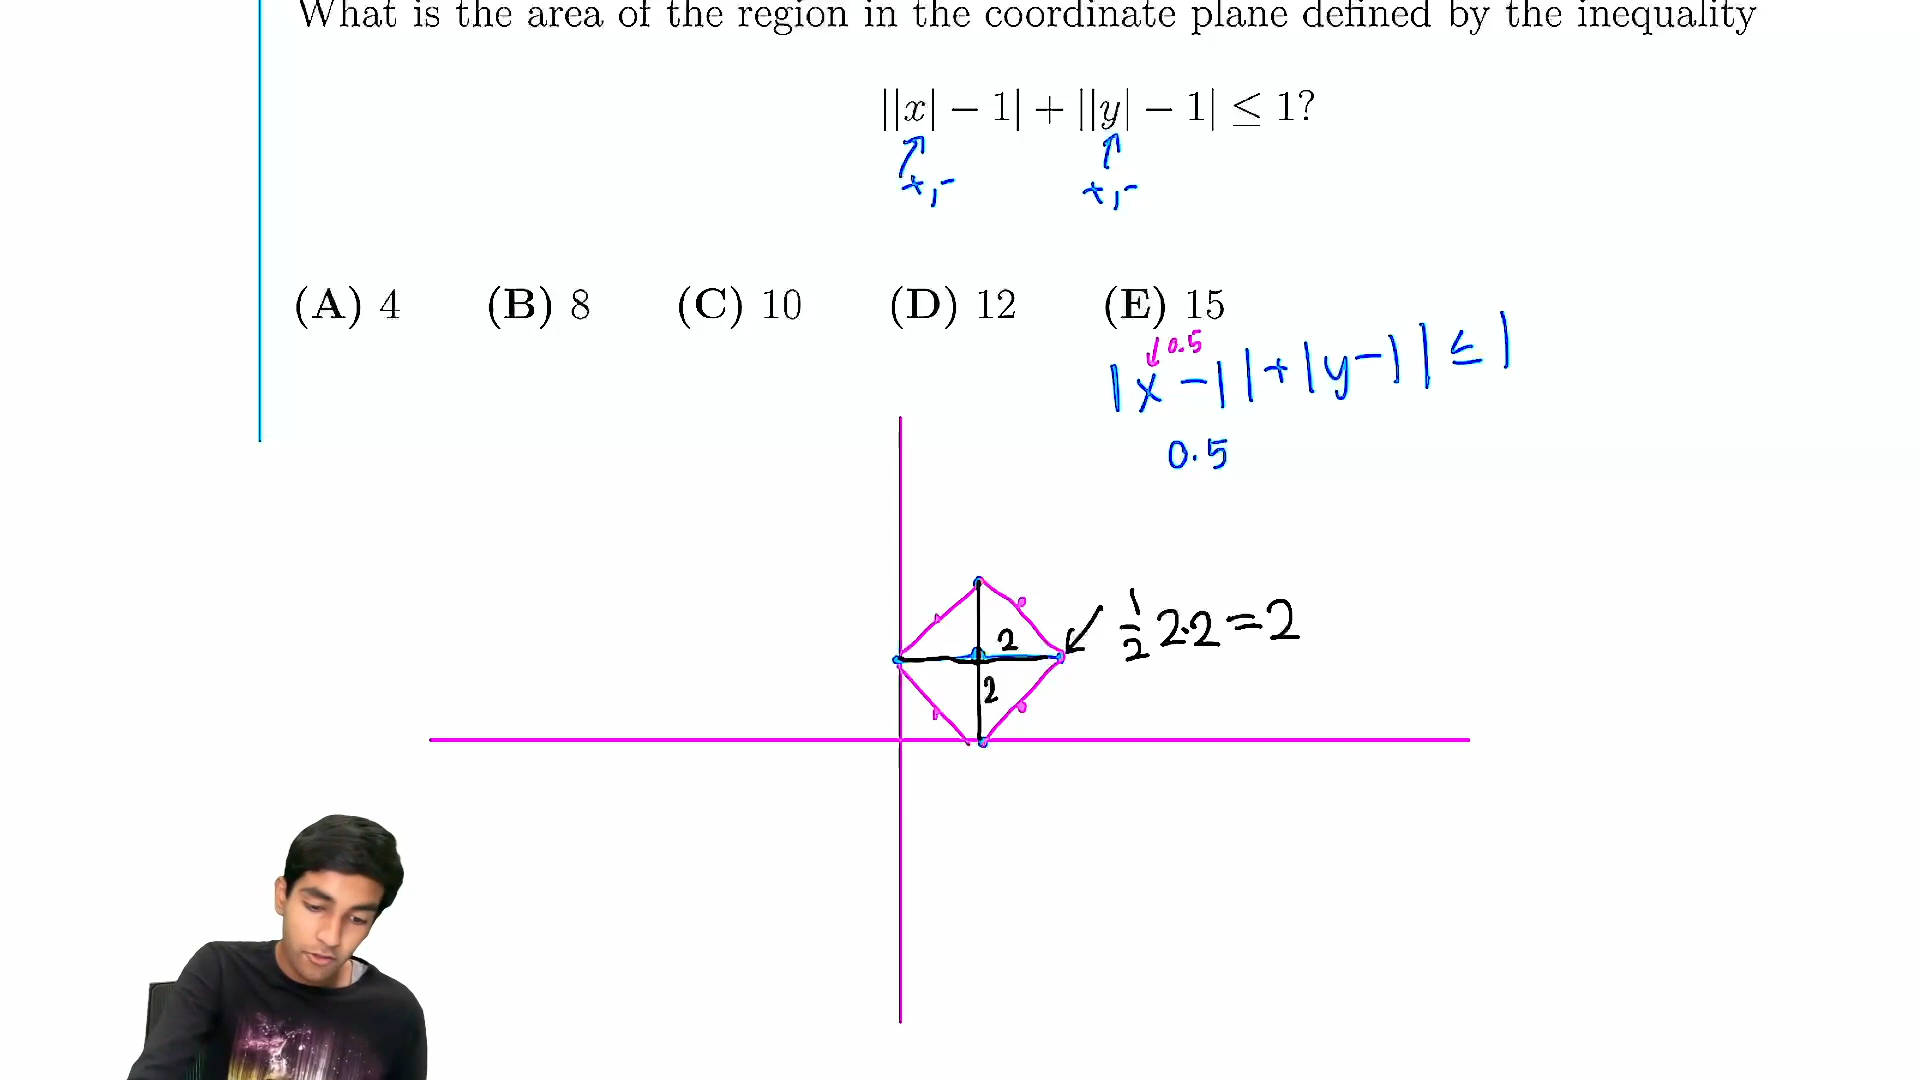 What is the area of the region in the coordinate plane defined by the inequality
||x| − 1| + ||y| − 1| ≤ 1?
+,- +,-
(A) 4 (B) 8 (C) 10 (D) 12 (E) 15
0.5
|x-1|+|y-1| ≤ 1
0.5
2
1/2 2·2=2
2